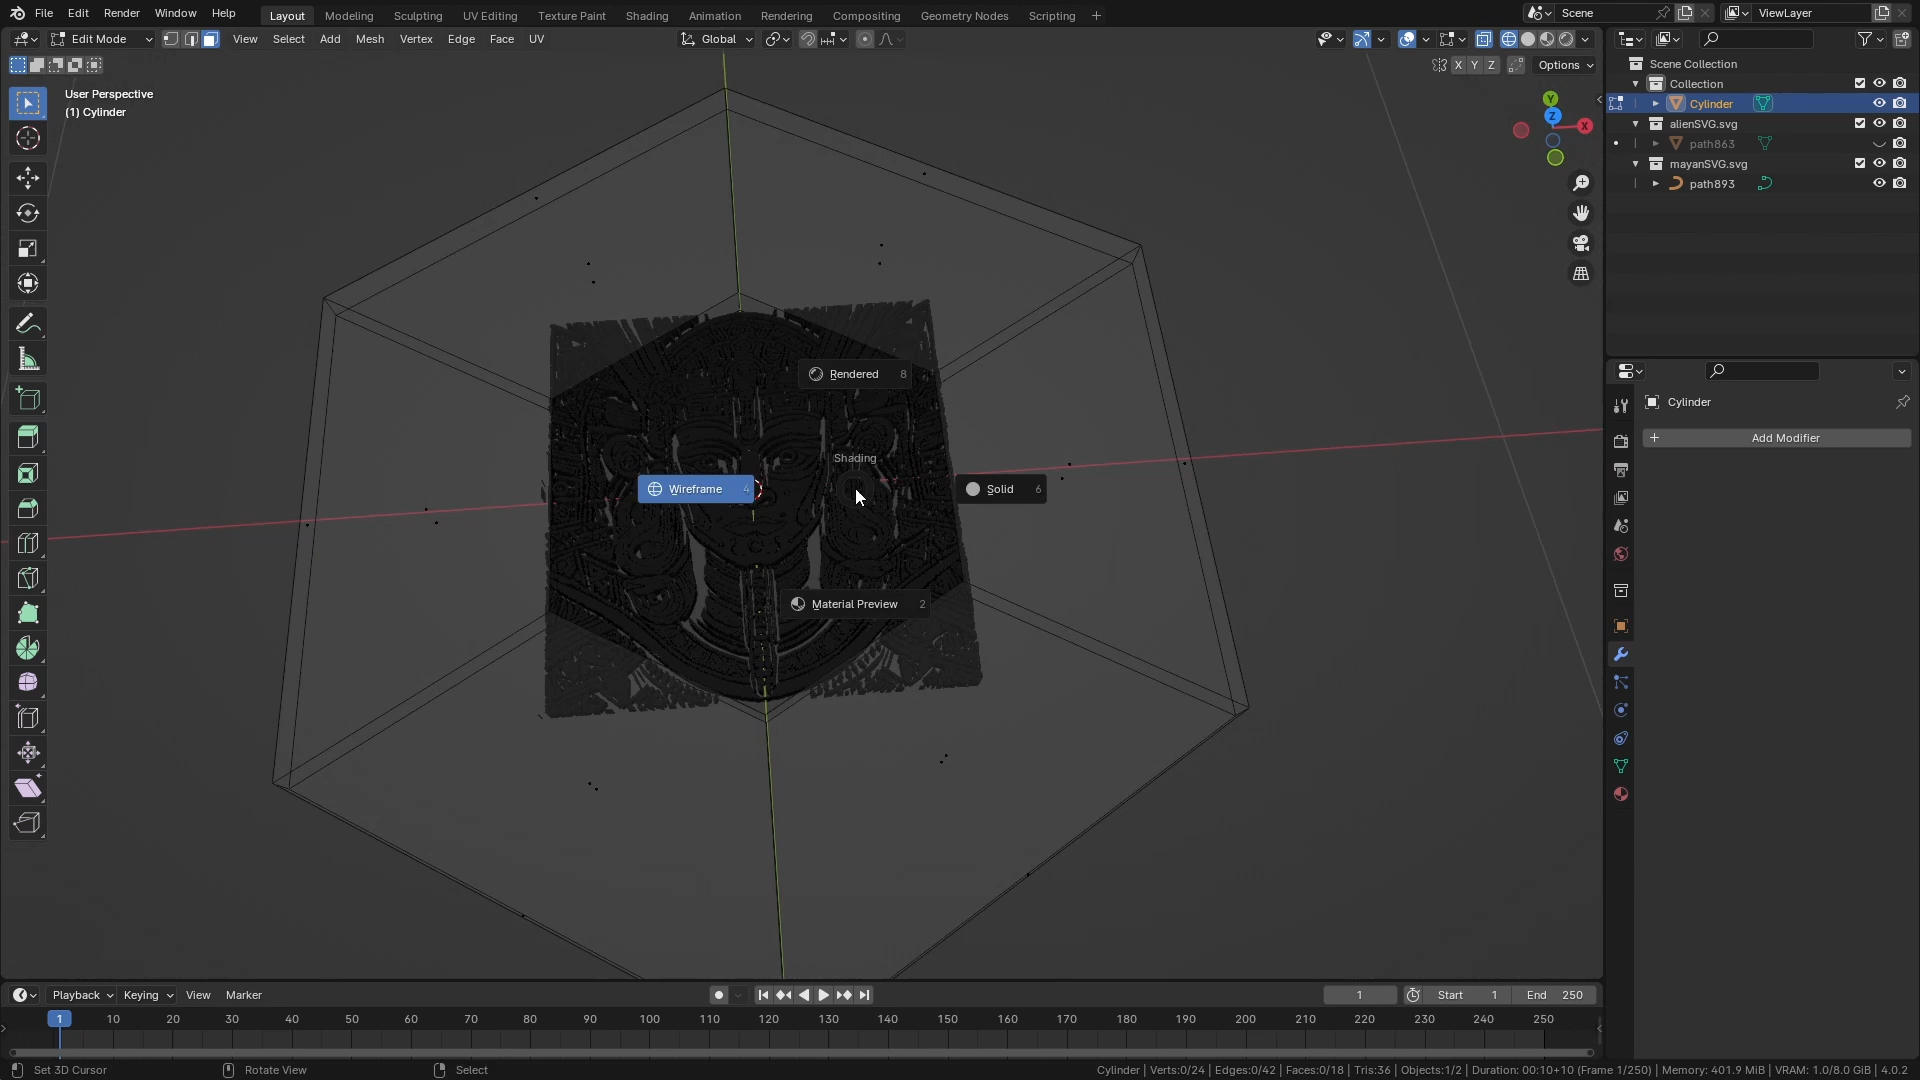 File Edit Render Window Help Layout Modeling Sculpting UV Editing Texture Paint Shading Animation Rendering Compositing Geometry Nodes Scripting + Scene ViewLayer
Edit Mode View Select Add Mesh Vertex Edge Face UV Global
X Y Z Options
User Perspective
(1) Cylinder
Y
Z
X
Rendered 8
Shading
Wireframe 4
Solid 6
Material Preview 2
Scene Collection
Collection
Cylinder
alienSVG.svg
path863
mayanSVG.svg
path893
Cylinder
+ Add Modifier
Playback Keying View Marker 1 Start 1 End 250
1 10 20 30 40 50 60 70 80 90 100 110 120 130 140 150 160 170 180 190 200 210 220 230 240 250
Set 3D Cursor Rotate View Select Cylinder | Verts:0/24 | Edges:0/42 | Faces:0/18 | Tris:36 | Objects:1/2 | Duration: 00:10+10 (Frame 1/250) | Memory: 401.9 MiB | VRAM: 1.0/8.0 GiB | 4.0.2